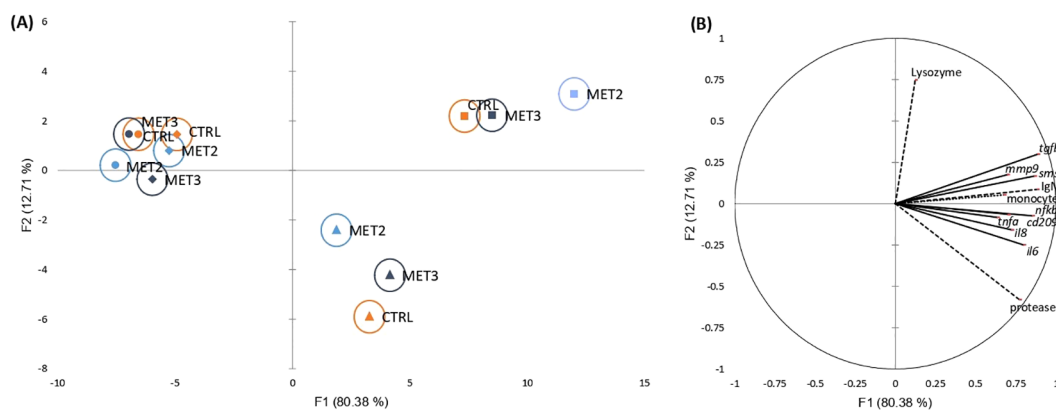 (A)
6
4
2
0
-2
-4
-6
-8
-10
-5
0
5
10
15
F2 (12.71 %)
F1 (80.38 %)
MET3
CTRL
CTRL
MET2
MET2
MET3
CTRL
MET3
MET2
MET2
MET3
CTRL
(B)
1
0.75
0.5
0.25
0
-0.25
-0.5
-0.75
-1
-1
-0.75
-0.5
-0.25
0
0.25
0.5
0.75
1
F2 (12.71 %)
F1 (80.38 %)
Lysozyme
mmp9
monocyte
nfkb
tnfa
cd209
il8
il6
protease